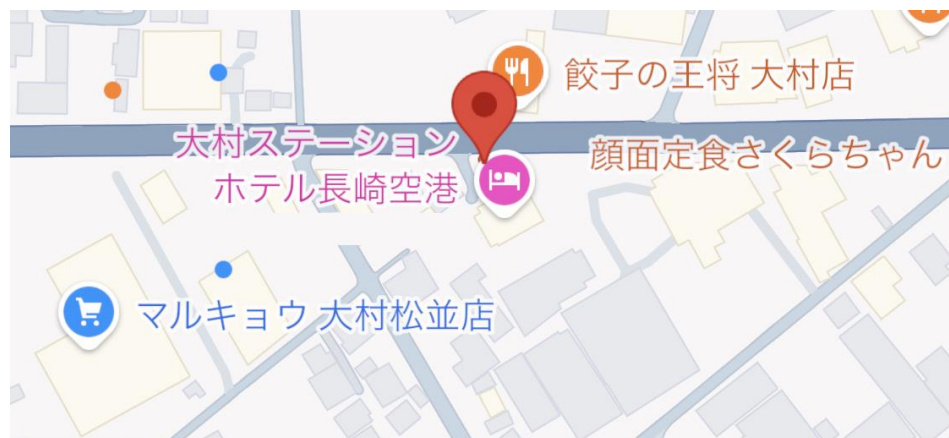 餃子の王将 大村店
大村ステーション
ホテル長崎空港
顔面定食さくらちゃん
マルキョウ 大村松並店